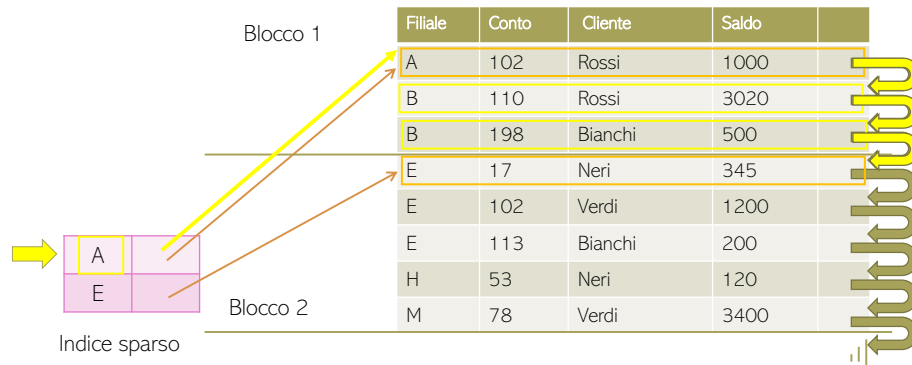 Blocco 1
Filiale Conto Cliente Saldo
A 102 Rossi 1000
B 110 Rossi 3020
B 198 Bianchi 500
E 17 Neri 345
E 102 Verdi 1200
E 113 Bianchi 200
H 53 Neri 120
M 78 Verdi 3400
A
E
Blocco 2
Indice sparso